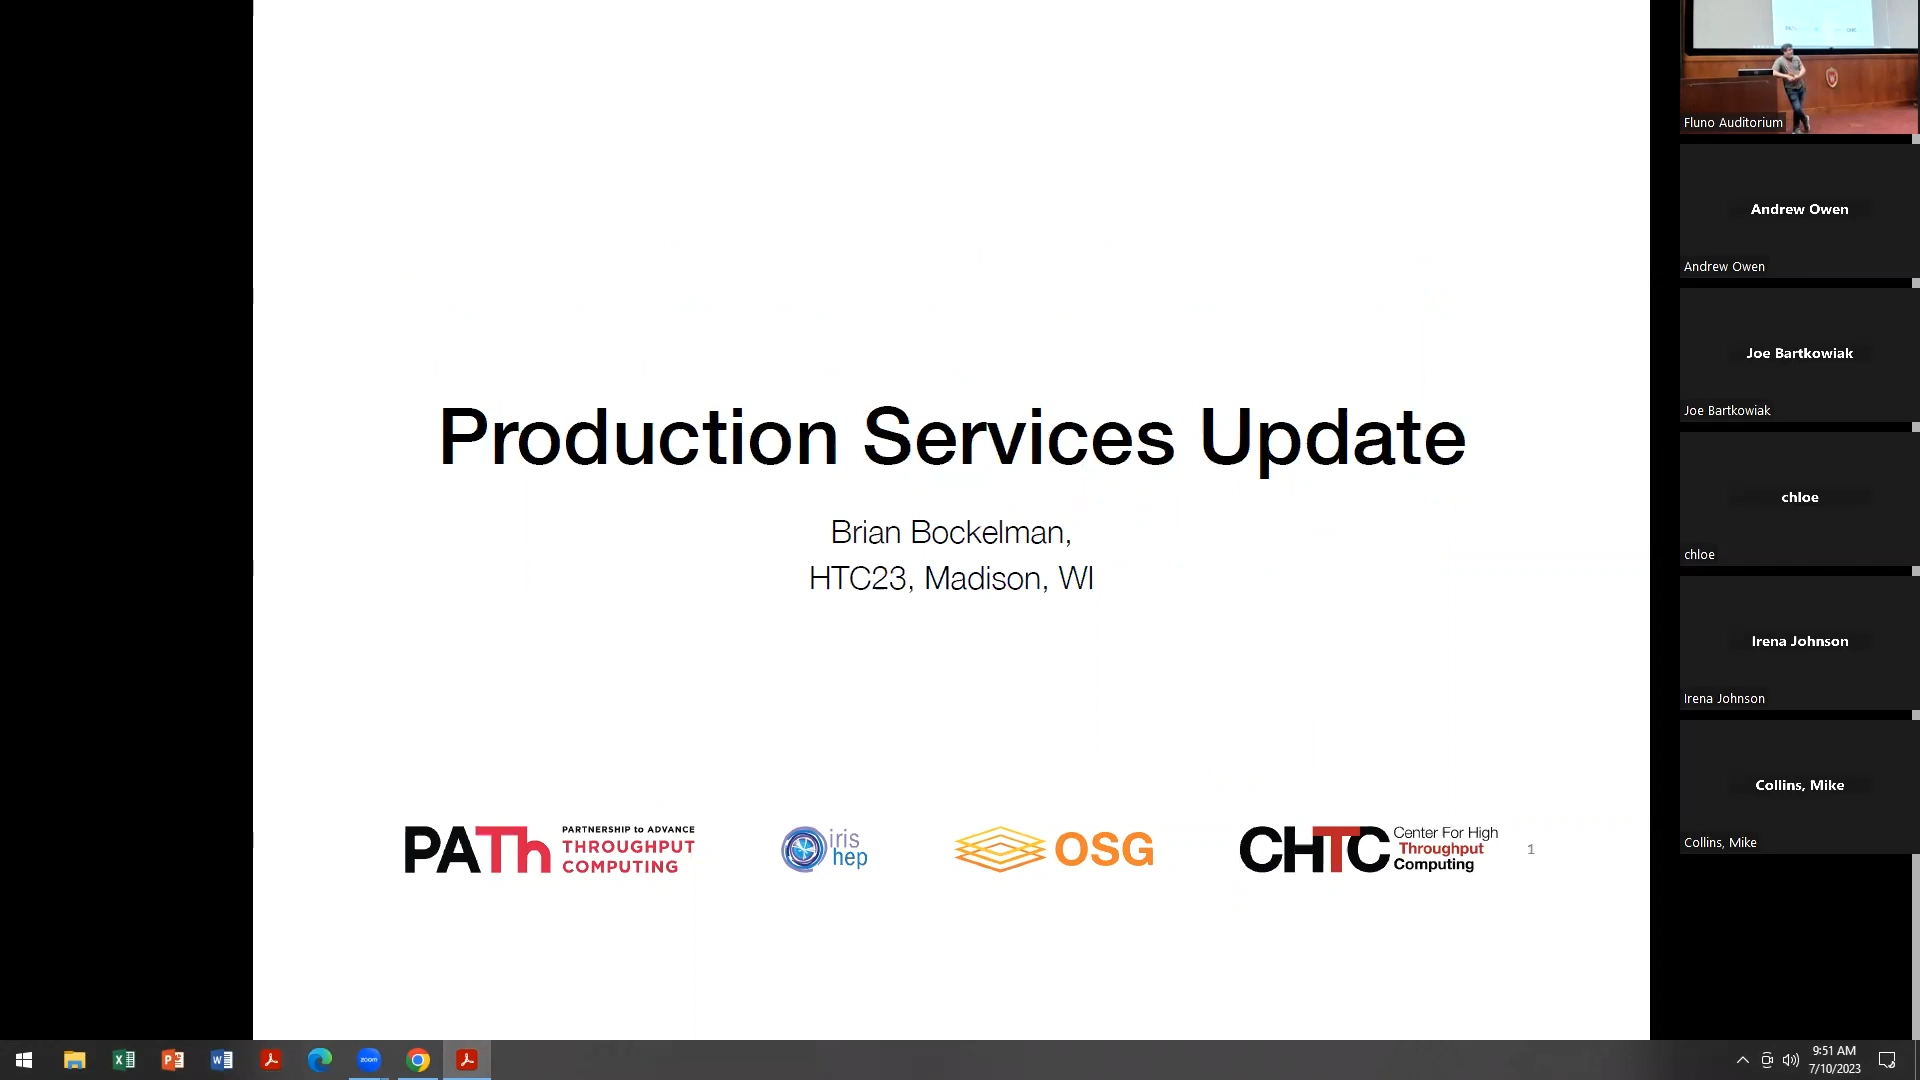 Production Services Update
Brian Bockelman,
HTC23, Madison, WI
PATh
PARTNERSHIP to ADVANCE
THROUGHPUT
COMPUTING
iris
hep
OSG
CHTC
Center For High
Throughput
Computing
1
Fluno Auditorium
Andrew Owen
Andrew Owen
Joe Bartkowiak
Joe Bartkowiak
chloe
chloe
Irena Johnson
Irena Johnson
Collins, Mike
Collins, Mike
zoom
9:51 AM
7/10/2023